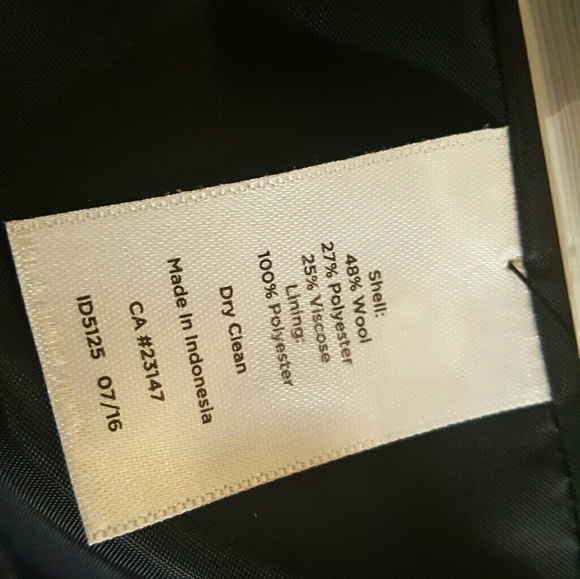 Shell:
48% Wool
27% Polyester
25% Viscose
Lining:
100% Polyester
Dry Clean
Made In Indonesia
CA #23147
ID5125 07/16